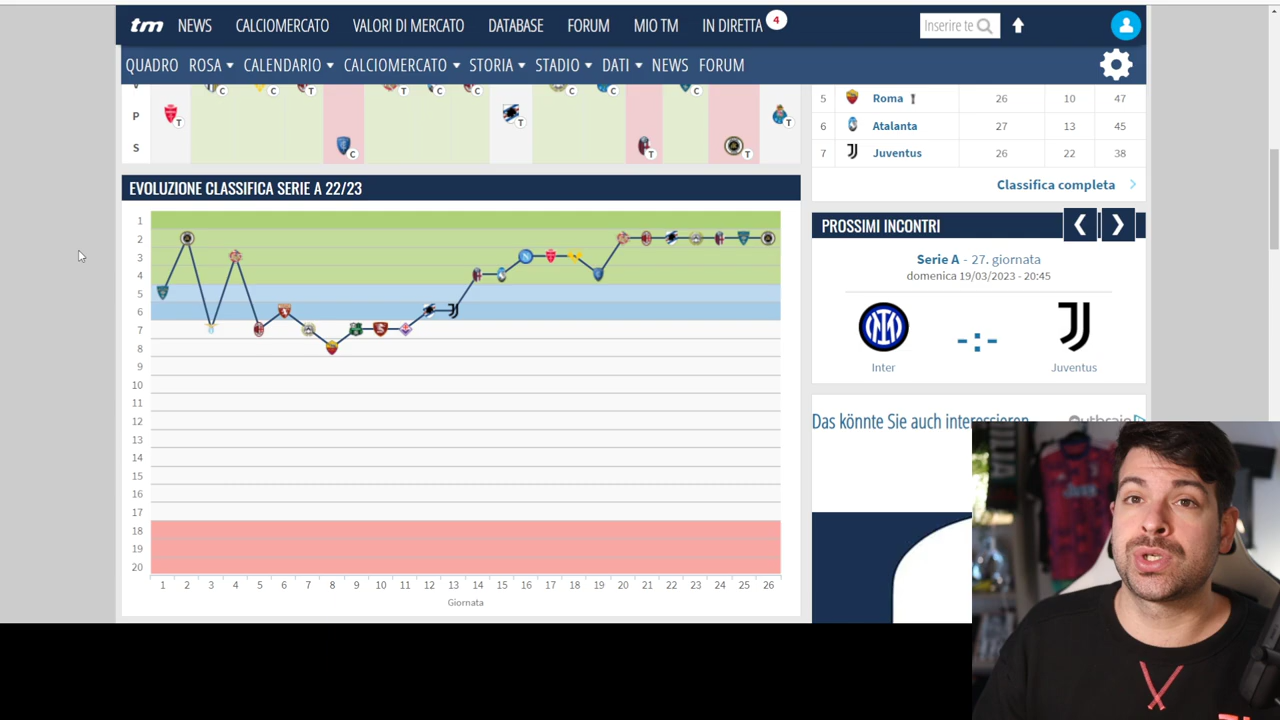 tm NEWS CALCIOMERCATO VALORI DI MERCATO DATABASE FORUM MIO TM IN DIRETTA 4 Inserire te
QUADRO ROSA CALENDARIO CALCIOMERCATO STORIA STADIO DATI NEWS FORUM
C C T T C C C C C
P T T T
S C T T
5 Roma 26 10 47
6 Atalanta 27 13 45
7 Juventus 26 22 38
Classifica completa
EVOLUZIONE CLASSIFICA SERIE A 22/23
1
2
3
4
5
6
7
8
9
10
11
12
13
14
15
16
17
18
19
20
1 2 3 4 5 6 7 8 9 10 11 12 13 14 15 16 17 18 19 20 21 22 23 24 25 26
Giornata
PROSSIMI INCONTRI
Serie A - 27. giornata
domenica 19/03/2023 - 20:45
-:-
Inter Juventus
Das könnte Sie auch interessieren